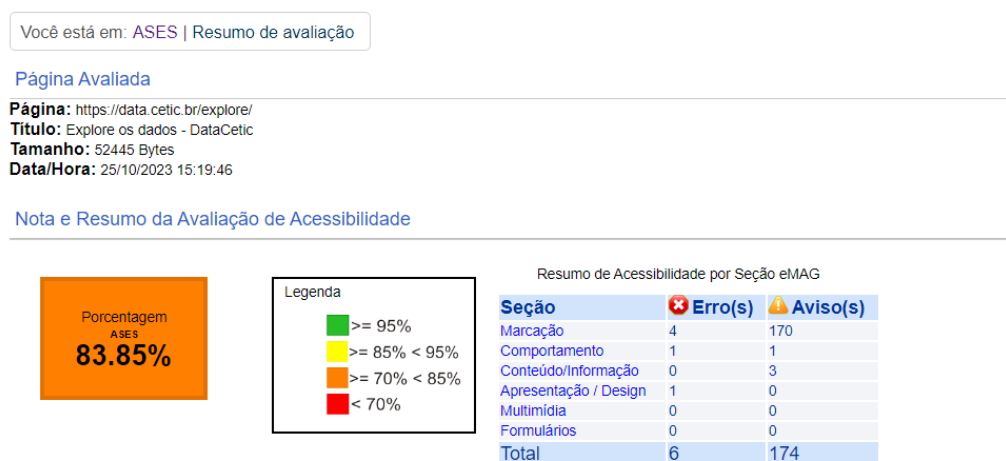 Você está em: ASES | Resumo de avaliação
Página Avaliada
Página: https://data.cetic.br/explore/
Título: Explore os dados - DataCetic
Tamanho: 52445 Bytes
Data/Hora: 25/10/2023 15:19:46
Nota e Resumo da Avaliação de Acessibilidade
Porcentagem
ASES
83.85%
Legenda
>= 95%
>= 85% < 95%
>= 70% < 85%
< 70%
Resumo de Acessibilidade por Seção eMAG
Seção Erro(s) Aviso(s)
Marcação 4 170
Comportamento 1 1
Conteúdo/Informação 0 3
Apresentação / Design 1 0
Multimídia 0 0
Formulários 0 0
Total 6 174